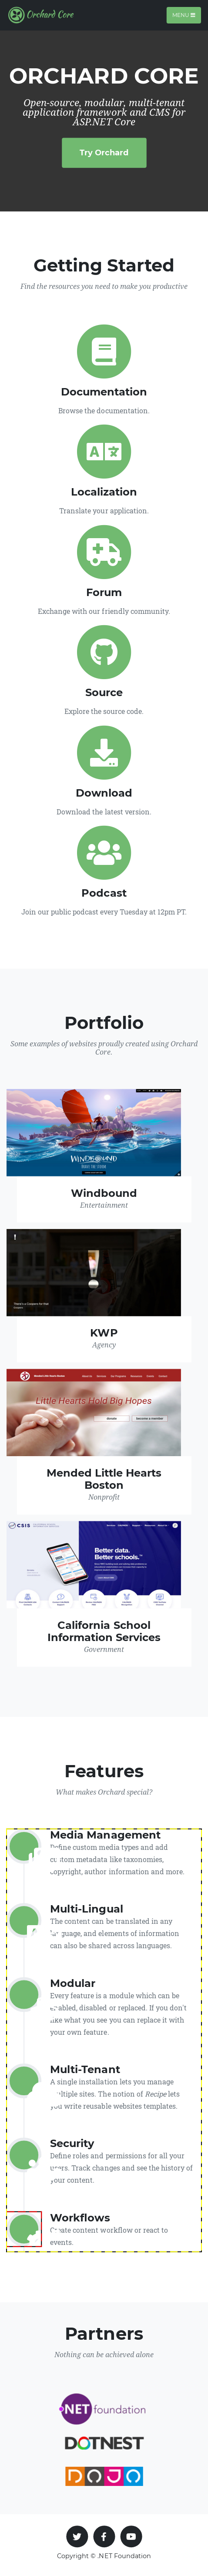 Orchard Core
MENU
ORCHARD CORE
Open-source, modular, multi-tenant
application framework and CMS for
ASP.NET Core
Try Orchard
Getting Started
Find the resources you need to make you productive
Documentation
Browse the documentation.
Localization
Translate your application.
Forum
Exchange with our friendly community.
Source
Explore the source code.
Download
Download the latest version.
Podcast
Join our public podcast every Tuesday at 12pm PT.
Portfolio
Some examples of websites proudly created using Orchard
Core.
WINDBOUND
Windbound
Entertainment
KWP
Agency
Little Hearts Hold Big Hopes
Mended Little Hearts
Boston
Nonprofit
CSIS
Better data.
Better schools.™
California School
Information Services
Government
Features
What makes Orchard special?
Media Management
custom media types and add
custom metadata like taxonomies,
copyright, author information and more.
Multi-Lingual
The content can be translated in any
language, and elements of information
can also be shared across languages.
Modular
Every feature is a module which can be
enabled, disabled or replaced. If you don't
like what you see you can replace it with
your own feature.
Multi-Tenant
A single installation lets you manage
multiple sites. The notion of Recipe lets
you write reusable websites templates.
Security
Define roles and permissions for all your
users. Track changes and see the history of
your content.
Workflows
Create content workflow or react to
events.
Partners
Nothing can be achieved alone
.NET foundation
DOTNEST
DOJO
Copyright © .NET Foundation